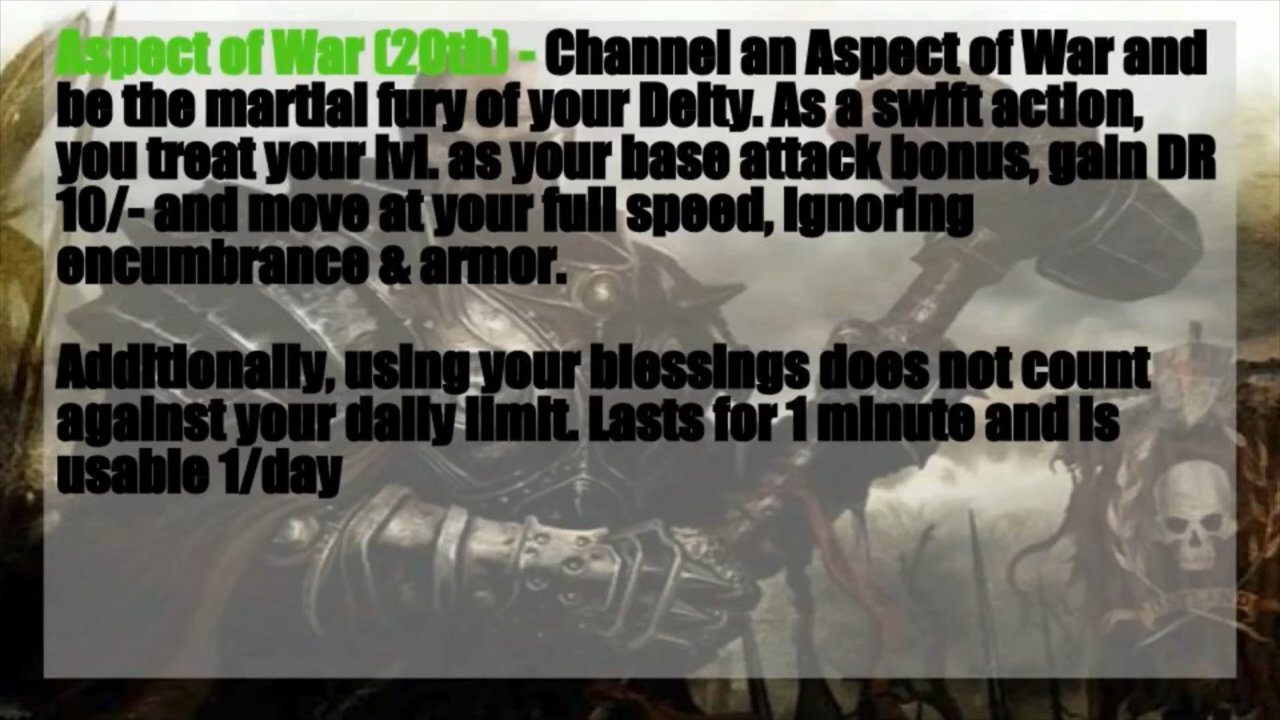 Aspect of War (20th) - Channel an Aspect of War and
be the martial fury of your Deity. As a swift action,
you treat your lvl. as your base attack bonus, gain DR
10/- and move at your full speed, ignoring
encumbrance & armor.
Additionally, using your blessings does not count
against your daily limit. Lasts for 1 minute and is
usable 1/day